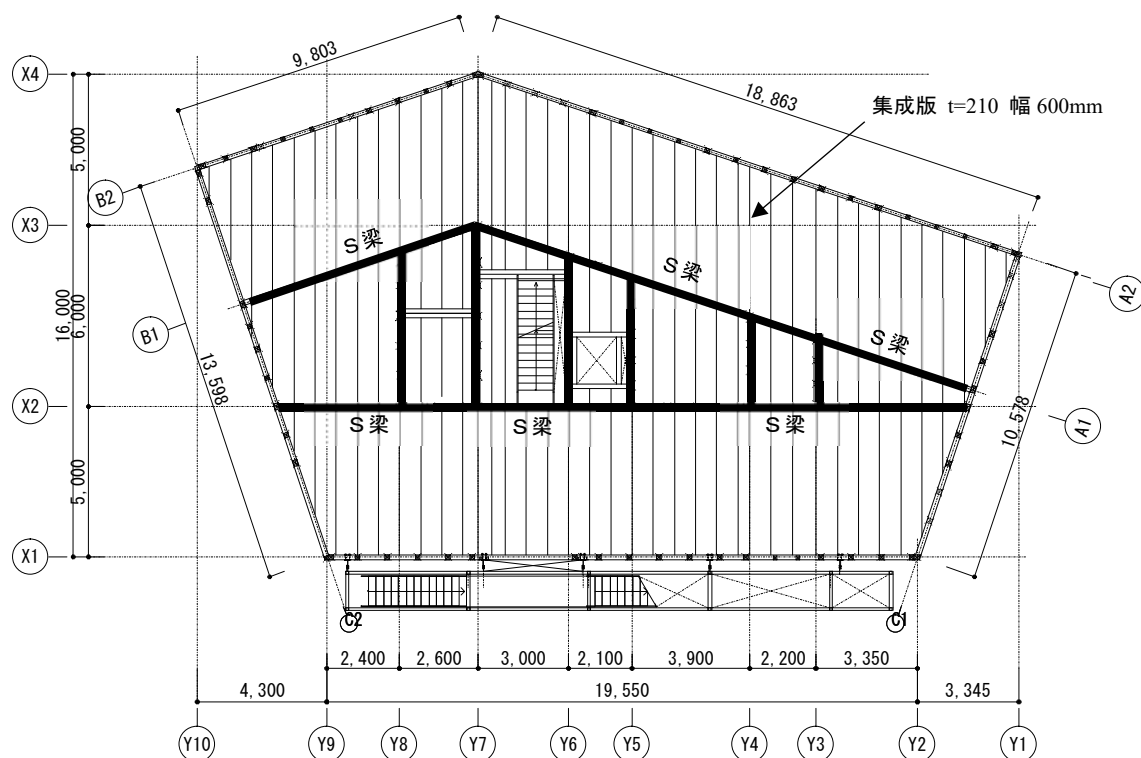 9,803
18,863
集成版 t=210 幅 600mm
X4
5,000
B2
X3
S梁
S梁
A2
16,000
6,000
B1
S梁
13,598
X2
S梁
S梁
S梁
A1
10,578
5,000
X1
C2
C1
2,400
2,600
3,000
2,100
3,900
2,200
3,350
4,300
19,550
3,345
Y10
Y9
Y8
Y7
Y6
Y5
Y4
Y3
Y2
Y1